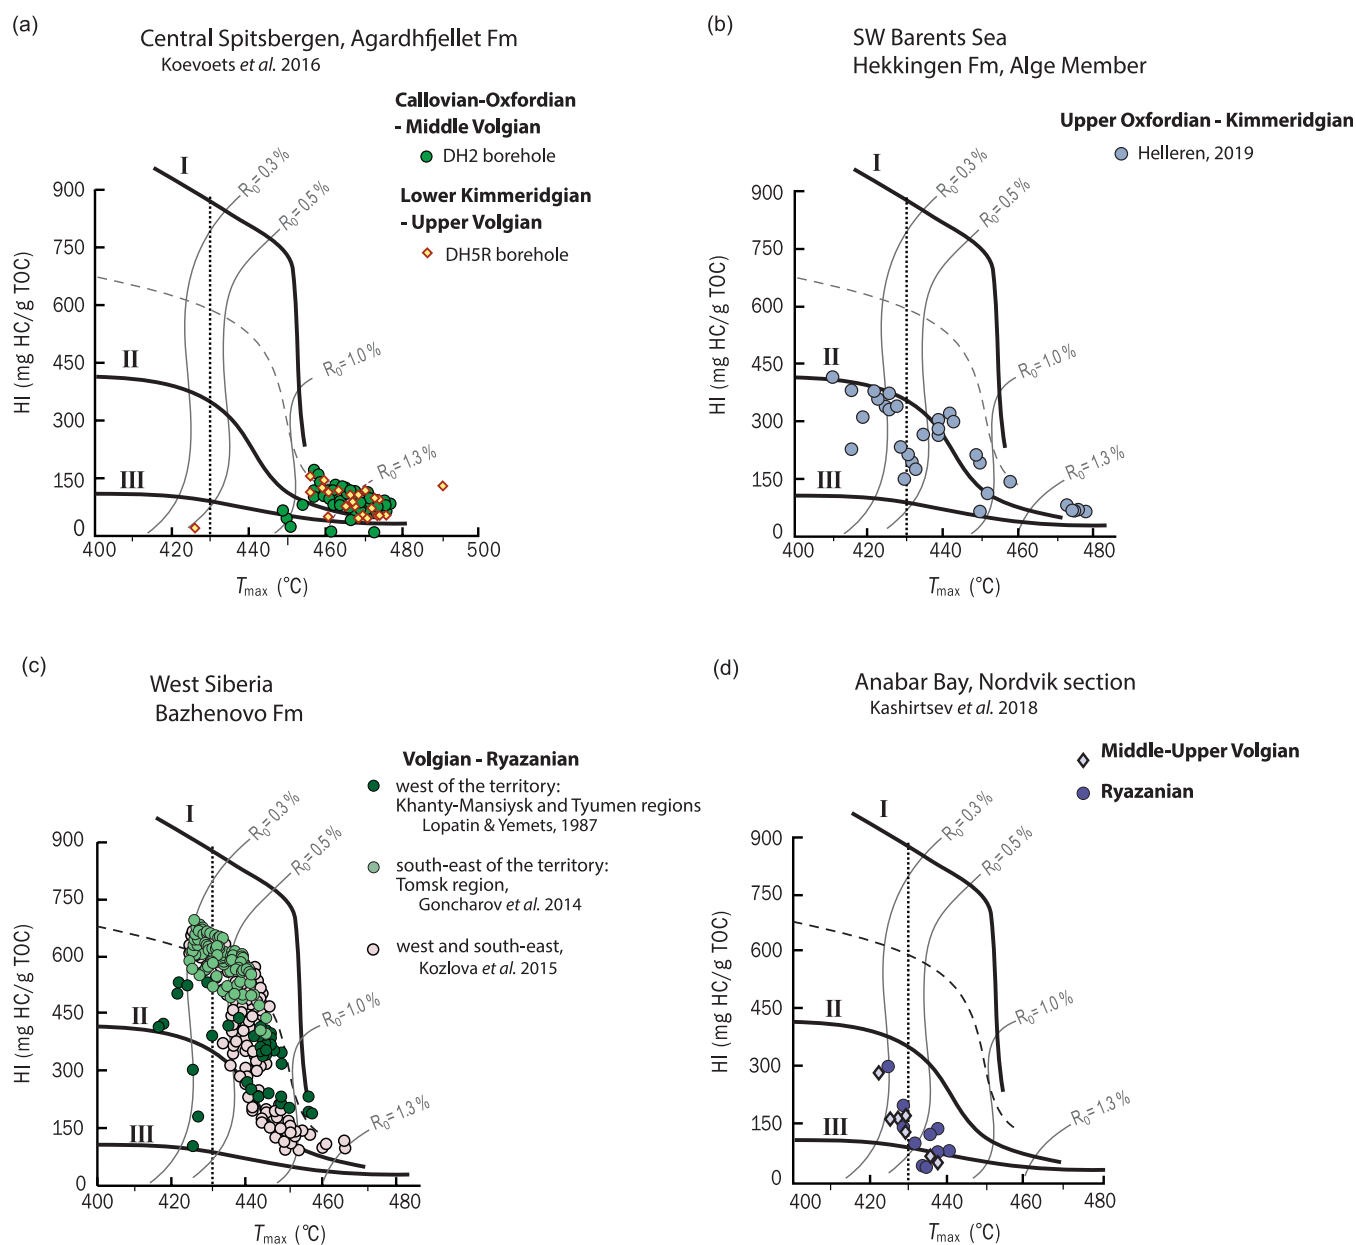 (a)
Central Spitsbergen, Agardhfjellet Fm
Koevoets et al. 2016
Callovian-Oxfordian
- Middle Volgian
DH2 borehole
Lower Kimmeridgian
- Upper Volgian
DH5R borehole
I
II
III
R₀=0.3 %
R₀=0.5 %
R₀=1.0 %
R₀=1.3 %
900
750
600
450
300
150
0
HI (mg HC/g TOC)
400
420
440
460
480
500
Tmax (°C)
(b)
SW Barents Sea
Hekkingen Fm, Alge Member
Upper Oxfordian - Kimmeridgian
Helleren, 2019
I
II
III
R₀=0.3 %
R₀=0.5 %
R₀=1.0 %
R₀=1.3 %
900
750
600
450
300
150
0
HI (mg HC/g TOC)
400
420
440
460
480
Tmax (°C)
(c)
West Siberia
Bazhenovo Fm
Volgian - Ryazanian
west of the territory:
Khanty-Mansiysk and Tyumen regions
Lopatin & Yemets, 1987
south-east of the territory:
Tomsk region,
Goncharov et al. 2014
west and south-east,
Kozlova et al. 2015
I
II
III
R₀=0.3 %
R₀=0.5 %
R₀=1.0 %
R₀=1.3 %
900
750
600
450
300
150
0
HI (mg HC/g TOC)
400
420
440
460
480
Tmax (°C)
(d)
Anabar Bay, Nordvik section
Kashirtsev et al. 2018
Middle-Upper Volgian
Ryazanian
I
II
III
R₀=0.3 %
R₀=0.5 %
R₀=1.0 %
R₀=1.3 %
900
750
600
450
300
150
0
HI (mg HC/g TOC)
400
420
440
460
480
Tmax (°C)